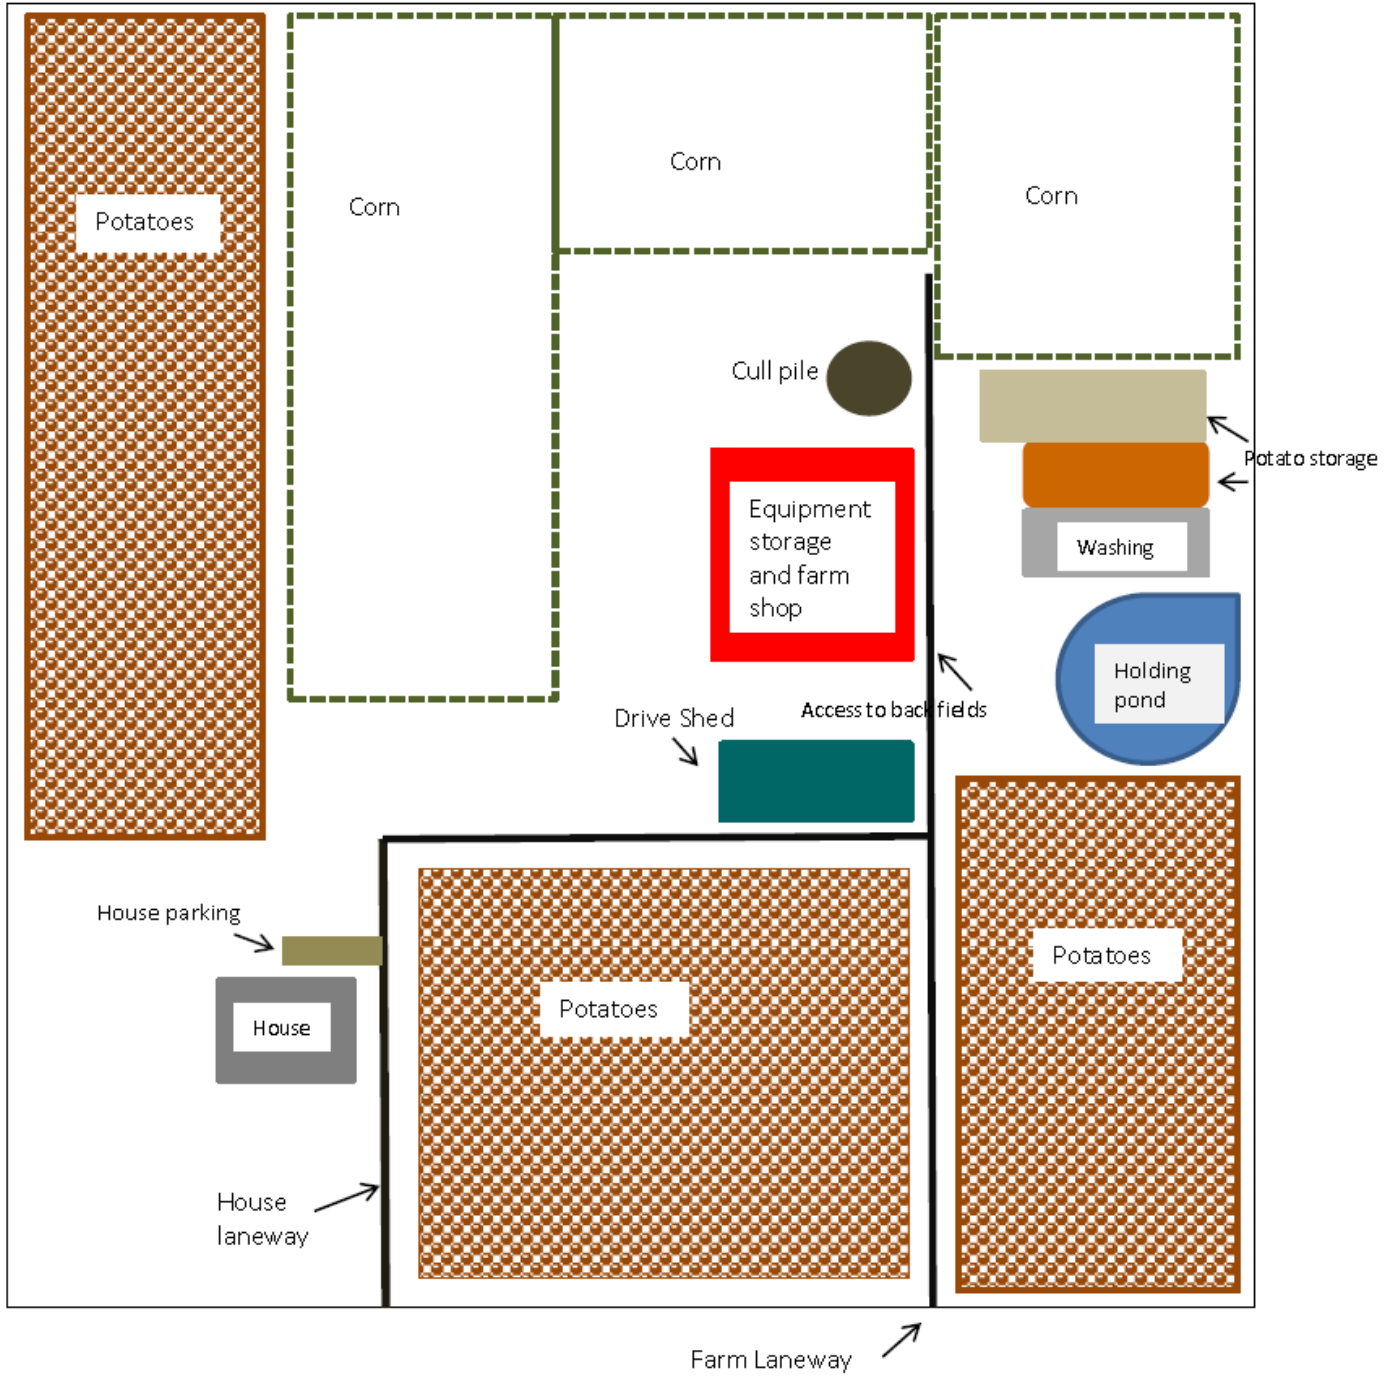 Corn
Corn
Corn
Potatoes
Cull pile
Potato storage
Equipment
storage
and farm
shop
Washing
Holding
pond
Access to back fields
Drive Shed
House parking
Potatoes
Potatoes
House
House
laneway
Farm Laneway